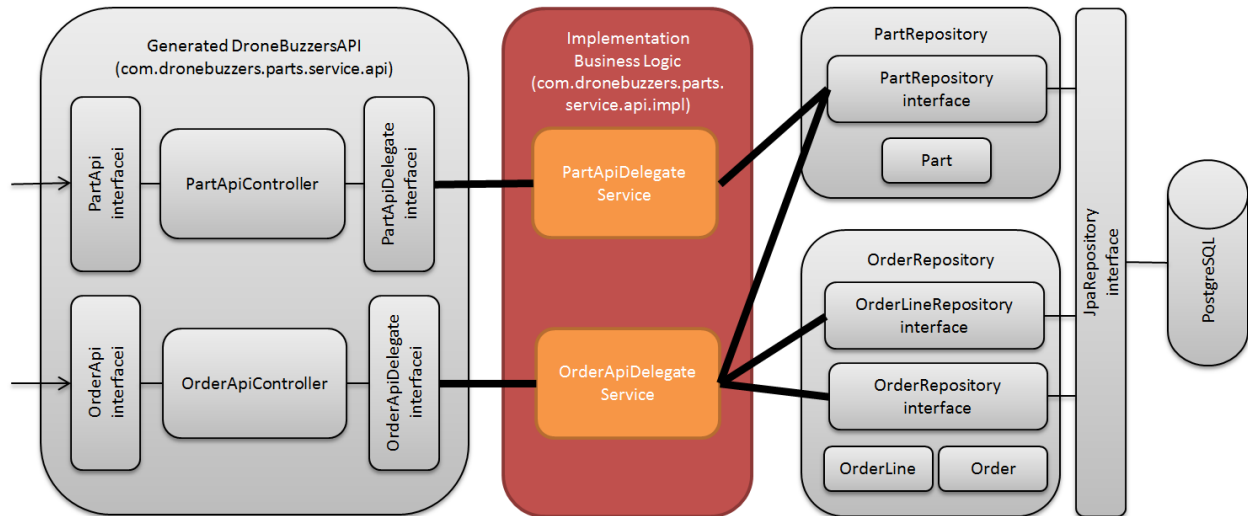 Generated DroneBuzzersAPI
(com.dronebuzzers.parts.service.api)
PartApi
interfacei
PartApiController
PartApiDelegate
interfacei
OrderApi
interfacei
OrderApiController
OrderApiDelegate
interfacei
Implementation
Business Logic
(com.dronebuzzers.parts.
service.api.impl)
PartApiDelegate
Service
OrderApiDelegate
Service
PartRepository
PartRepository
interface
Part
OrderRepository
OrderLineRepository
interface
OrderRepository
interface
OrderLine
Order
JpaRepository
interface
PostgreSQL